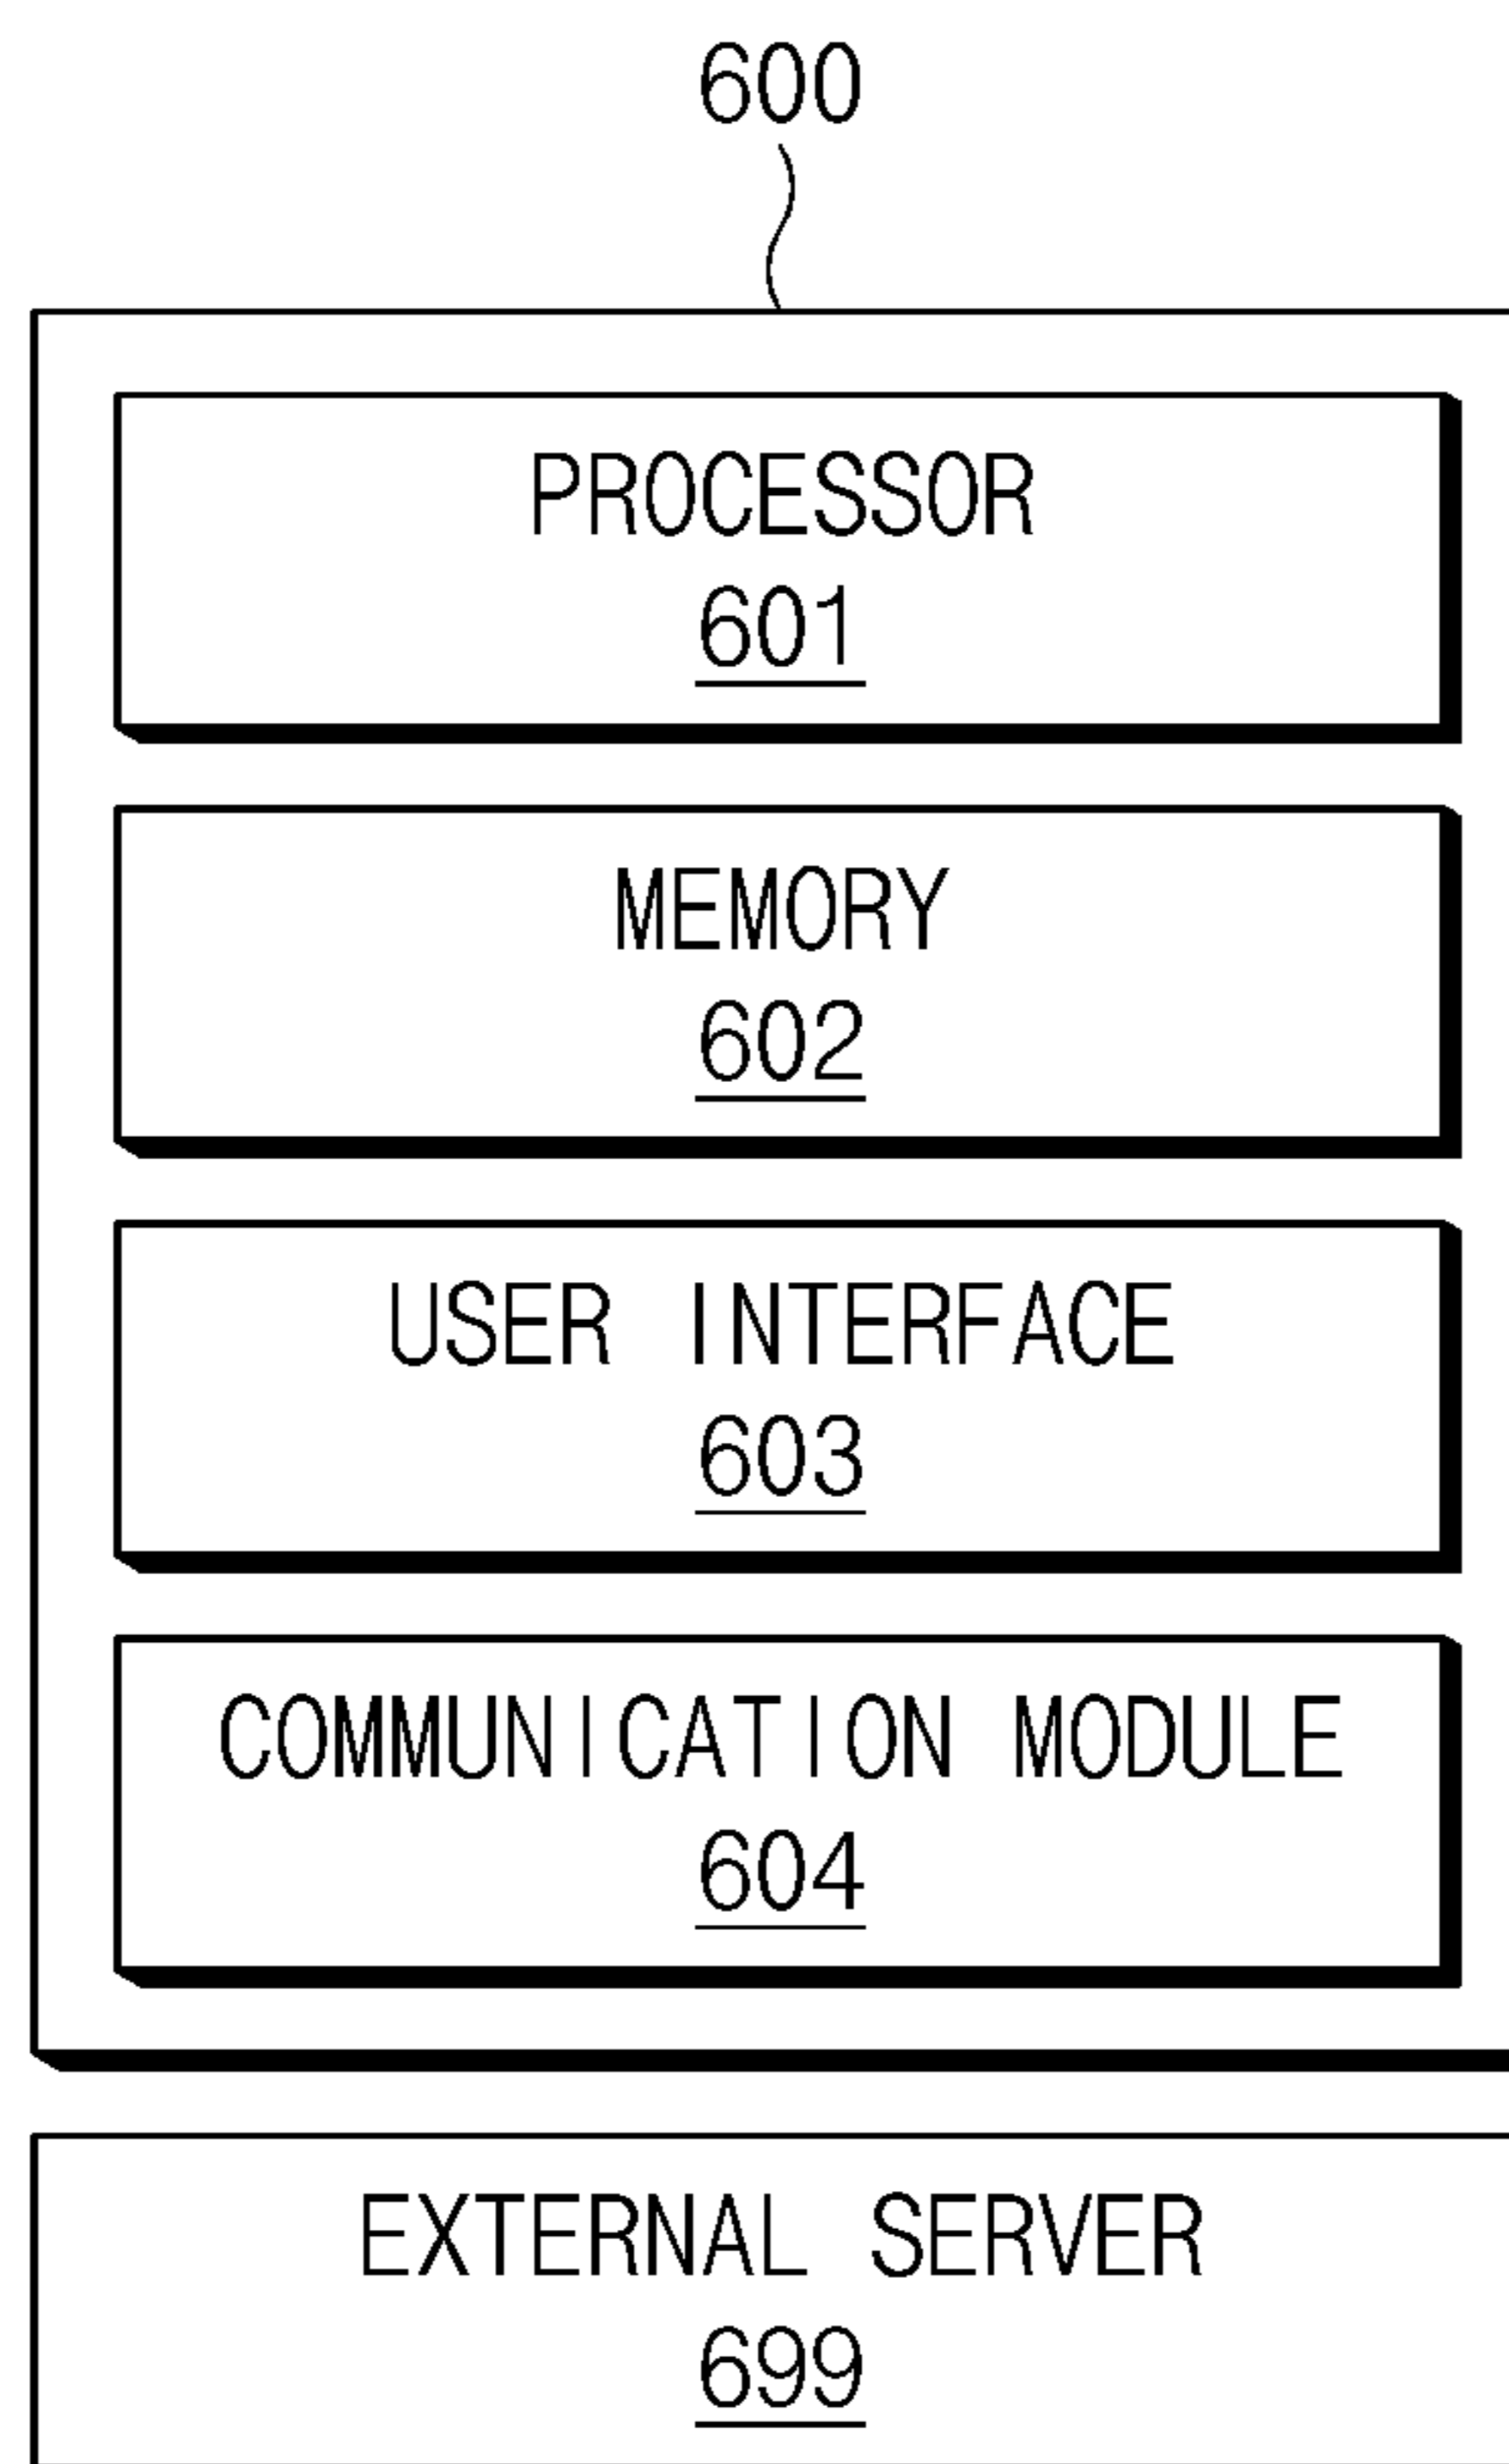 600
PROCESSOR
601
MEMORY
602
USER INTERFACE
603
COMMUNICATION MODULE
604
EXTERNAL SERVER
699